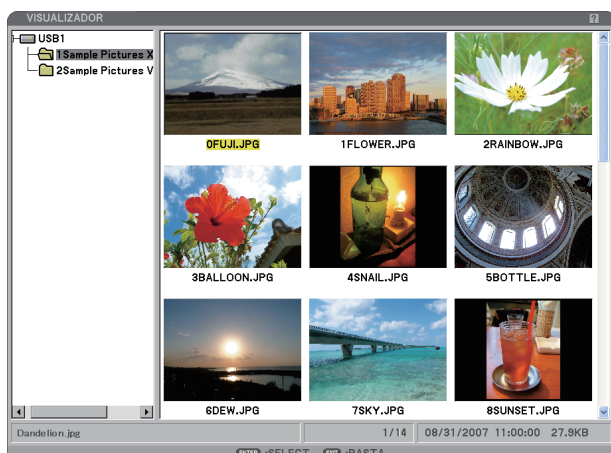 VISUALIZADOR ?
USB1
1Sample Pictures X
2Sample Pictures V
0FUJI.JPG 1FLOWER.JPG 2RAINBOW.JPG
3BALLOON.JPG 4SNAIL.JPG 5BOTTLE.JPG
6DEW.JPG 7SKY.JPG 8SUNSET.JPG
Dandelion.jpg 1/14 08/31/2007 11:00:00 27.9KB
ENTER :SELECT EXIT :BASTA